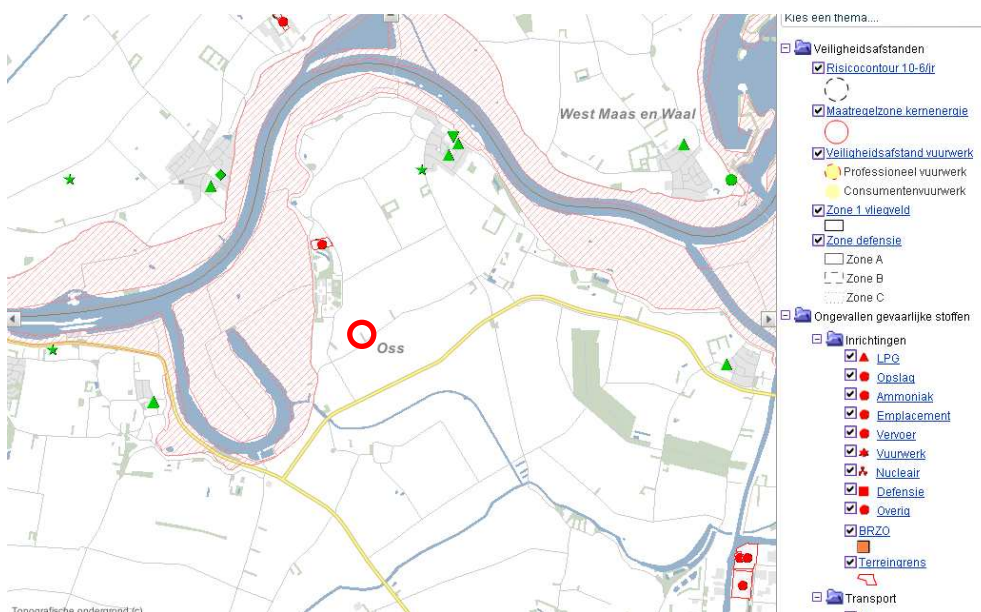 Kies een thema....
Veiligheidsafstanden
Risicocontour 10-6/jr
Maatregelzone kernenergie
Veiligheidsafstand vuurwerk
Professioneel vuurwerk
Consumentenvuurwerk
Zone 1 vliegveld
Zone defensie
Zone A
Zone B
Zone C
Ongevallen gevaarlijke stoffen
Inrichtingen
LPG
Opslag
Ammoniak
Emplacement
Vervoer
Vuurwerk
Nucleair
Defensie
Overig
BRZO
Terreingrens
Transport
West Maas en Waal
Oss
Topografische ondergrond (c)